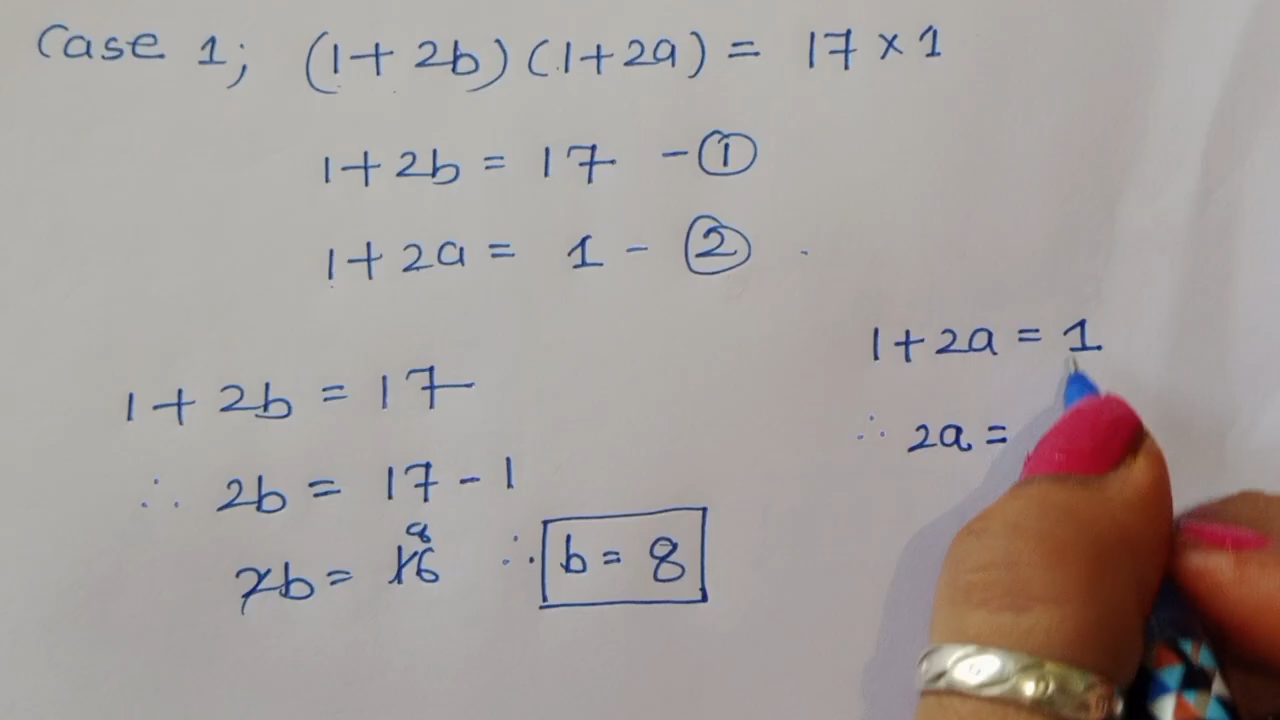 Case 1; (1+ 2b) (1+2a) = 17 × 1
1+ 2b = 17 - ①
1+ 2a = 1 - ②
1+ 2b = 17
∴ 2b = 17 - 1
8
2b = 16 ∴ b = 8
1+2a = 1
∴ 2a =